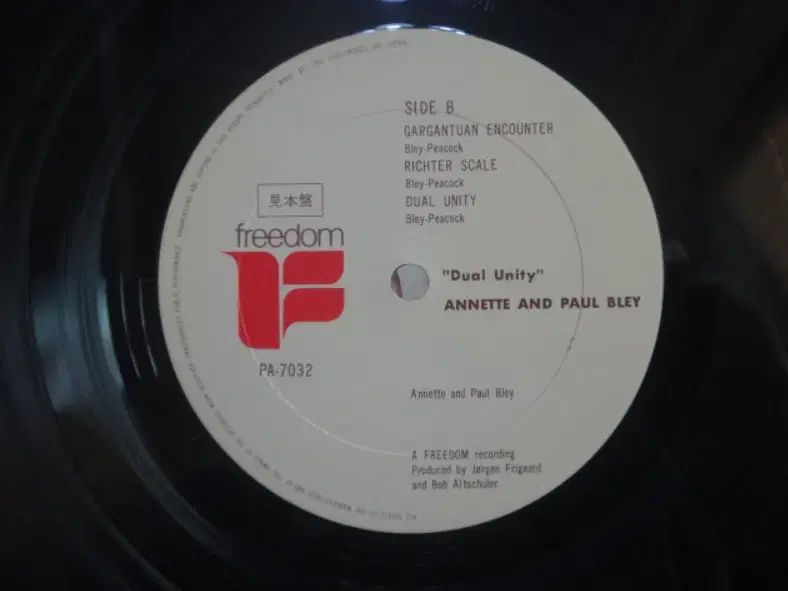 SIDE B
GARGANTUAN ENCOUNTER
Bley-Peacock
RICHTER SCALE
Bley-Peacock
DUAL UNITY
Bley-Peacock
見本盤
freedom
PA-7032
"Dual Unity"
ANNETTE AND PAUL BLEY
Annette and Paul Bley
A FREEDOM recording
Produced by Jørgen Frigaard
and Bob Altschuler